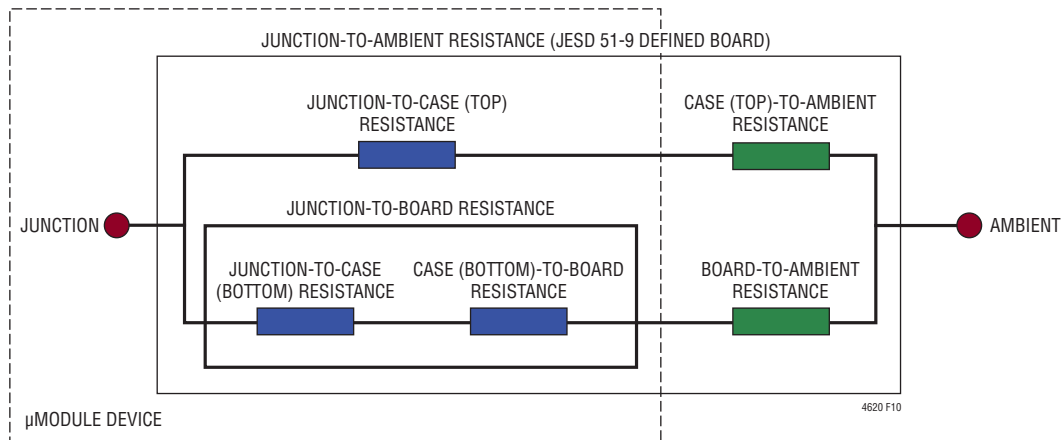 JUNCTION-TO-AMBIENT RESISTANCE (JESD 51-9 DEFINED BOARD)
JUNCTION-TO-CASE (TOP)
RESISTANCE
CASE (TOP)-TO-AMBIENT
RESISTANCE
JUNCTION-TO-BOARD RESISTANCE
JUNCTION
AMBIENT
JUNCTION-TO-CASE
(BOTTOM) RESISTANCE
CASE (BOTTOM)-TO-BOARD
RESISTANCE
BOARD-TO-AMBIENT
RESISTANCE
4620 F10
µMODULE DEVICE